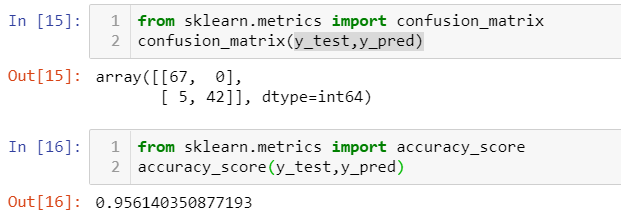 In [15]: 1 from sklearn.metrics import confusion_matrix
2 confusion_matrix(y_test,y_pred)
Out[15]: array([[67,  0],
[ 5, 42]], dtype=int64)
In [16]: 1 from sklearn.metrics import accuracy_score
2 accuracy_score(y_test,y_pred)
Out[16]: 0.956140350877193